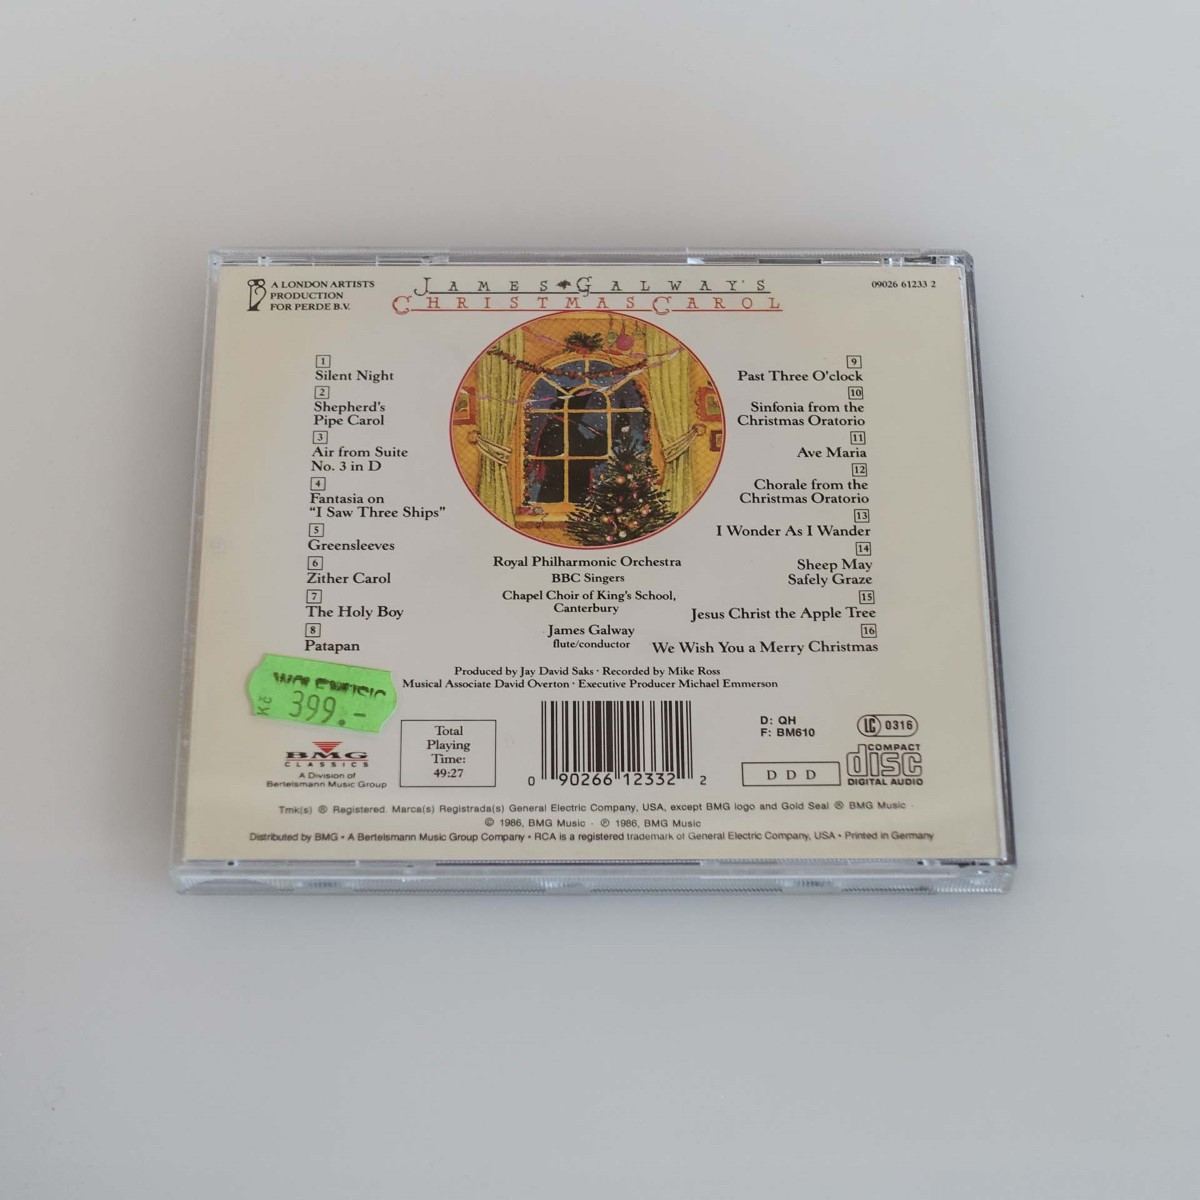 A LONDON ARTISTS
PRODUCTION
FOR PERDE B.V.
JAMES GALWAY'S
CHRISTMAS CAROL
09026 61233 2
1
Silent Night
2
Shepherd's
Pipe Carol
3
Air from Suite
No. 3 in D
4
Fantasia on
"I Saw Three Ships"
5
Greensleeves
6
Zither Carol
7
The Holy Boy
8
Patapan
9
Past Three O'clock
10
Sinfonia from the
Christmas Oratorio
11
Ave Maria
12
Chorale from the
Christmas Oratorio
13
I Wonder As I Wander
14
Sheep May
Safely Graze
15
Jesus Christ the Apple Tree
16
We Wish You a Merry Christmas
Royal Philharmonic Orchestra
BBC Singers
Chapel Choir of King's School,
Canterbury
James Galway
flute/conductor
Produced by Jay David Saks · Recorded by Mike Ross
Musical Associate David Overton · Executive Producer Michael Emmerson
Kč 399.-
BMG
CLASSICS
A Division of
Bertelsmann Music Group
Total
Playing
Time:
49:27
0 90266 12332 2
D: QH
F: BM610
LC 0316
DDD
COMPACT
disc
DIGITAL AUDIO
Tmk(s) ® Registered. Marca(s) Registrada(s) General Electric Company, USA, except BMG logo and Gold Seal ® BMG Music ·
© 1986, BMG Music · ℗ 1986, BMG Music
Distributed by BMG • A Bertelsmann Music Group Company • RCA is a registered trademark of General Electric Company, USA • Printed in Germany